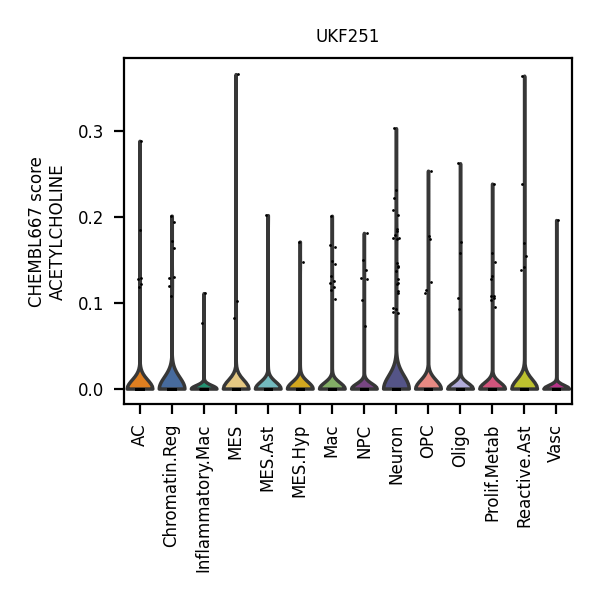 UKF251
CHEMBL667 score
ACETYLCHOLINE
0.3
0.2
0.1
0.0
AC
Chromatin.Reg
Inflammatory.Mac
MES
MES.Ast
MES.Hyp
Mac
NPC
Neuron
OPC
Oligo
Prolif.Metab
Reactive.Ast
Vasc